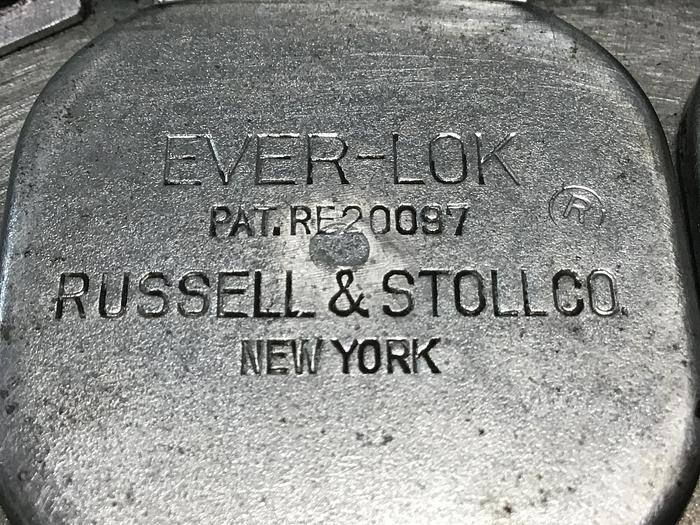 EVER-LOK
®
PAT. RE20097
RUSSELL & STOLL CO.
NEW YORK